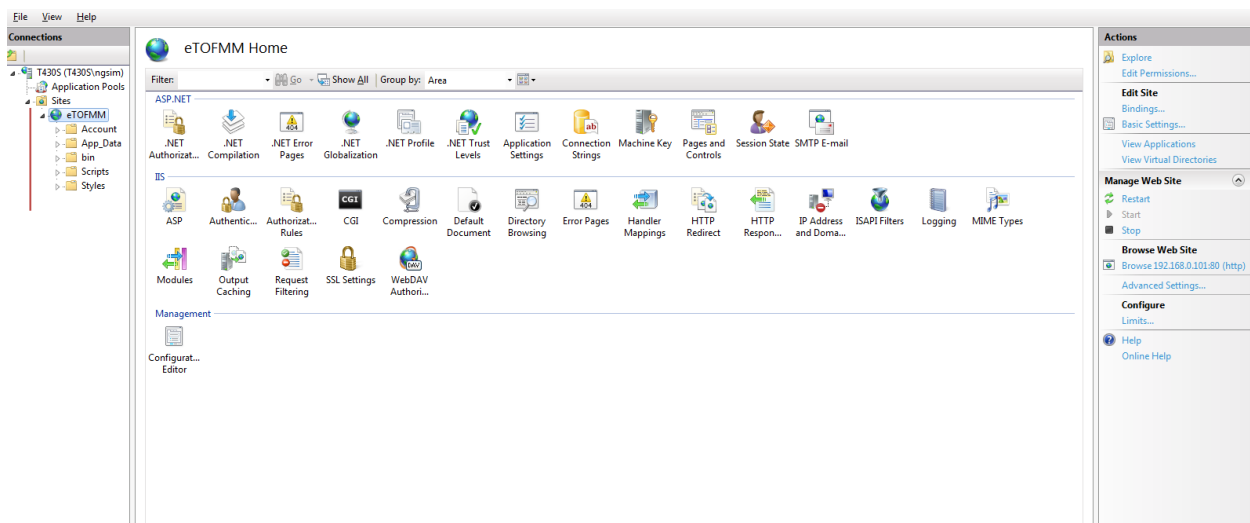 File View Help
Connections
T430S (T430S\ngsim)
Application Pools
Sites
eTOFMM
Account
App_Data
bin
Scripts
Styles
eTOFMM Home
Filter: Go Show All Group by: Area
ASP.NET
.NET Authorizat...
.NET Compilation
.NET Error Pages
.NET Globalization
.NET Profile
.NET Trust Levels
Application Settings
Connection Strings
Machine Key
Pages and Controls
Session State
SMTP E-mail
IIS
ASP
Authentic...
Authorizat... Rules
CGI
Compression
Default Document
Directory Browsing
Error Pages
Handler Mappings
HTTP Redirect
HTTP Respon...
IP Address and Doma...
ISAPI Filters
Logging
MIME Types
Modules
Output Caching
Request Filtering
SSL Settings
WebDAV Authori...
Management
Configurat... Editor
Actions
Explore
Edit Permissions...
Edit Site
Bindings...
Basic Settings...
View Applications
View Virtual Directories
Manage Web Site
Restart
Start
Stop
Browse Web Site
Browse 192.168.0.101:80 (http)
Advanced Settings...
Configure
Limits...
Help
Online Help